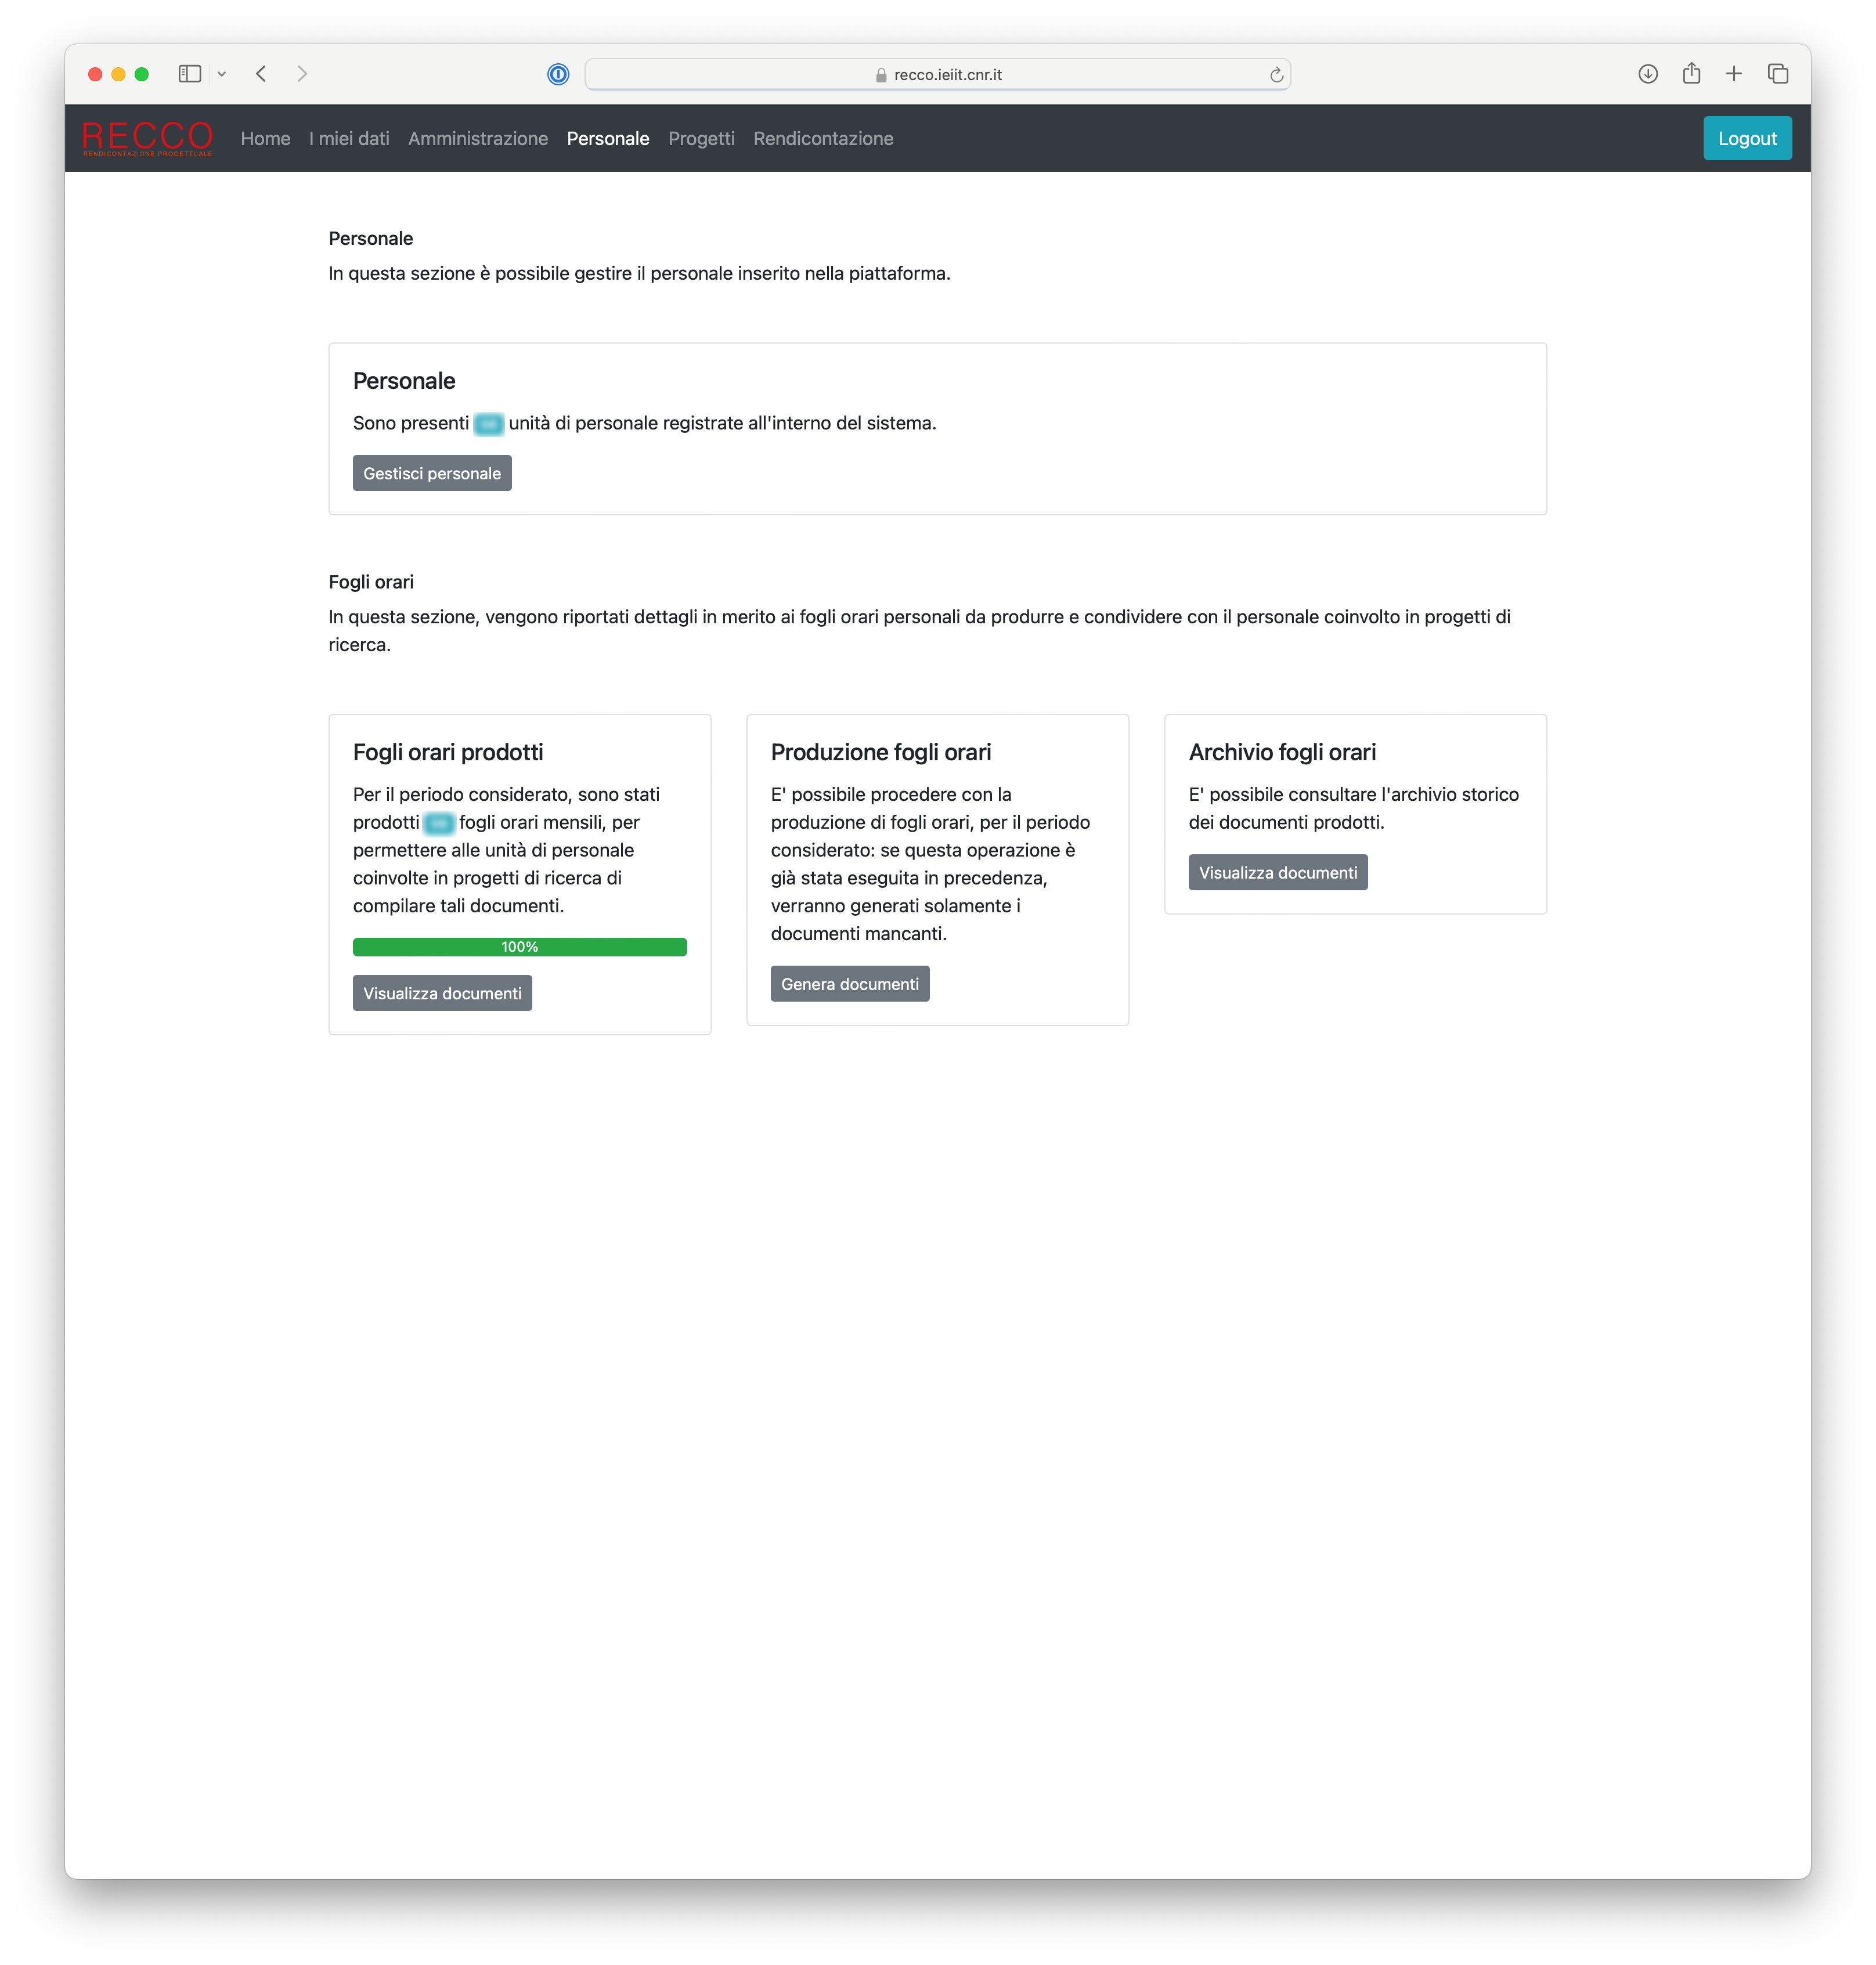 recco.ieiit.cnr.it
RECCO
RENDICONTAZIONE PROGETTUALE
Home I miei dati Amministrazione Personale Progetti Rendicontazione
Logout
Personale
In questa sezione è possibile gestire il personale inserito nella piattaforma.
Personale
Sono presenti unità di personale registrate all'interno del sistema.
Gestisci personale
Fogli orari
In questa sezione, vengono riportati dettagli in merito ai fogli orari personali da produrre e condividere con il personale coinvolto in progetti di
ricerca.
Fogli orari prodotti
Per il periodo considerato, sono stati
prodotti fogli orari mensili, per
permettere alle unità di personale
coinvolte in progetti di ricerca di
compilare tali documenti.
100%
Visualizza documenti
Produzione fogli orari
E' possibile procedere con la
produzione di fogli orari, per il periodo
considerato: se questa operazione è
già stata eseguita in precedenza,
verranno generati solamente i
documenti mancanti.
Genera documenti
Archivio fogli orari
E' possibile consultare l'archivio storico
dei documenti prodotti.
Visualizza documenti